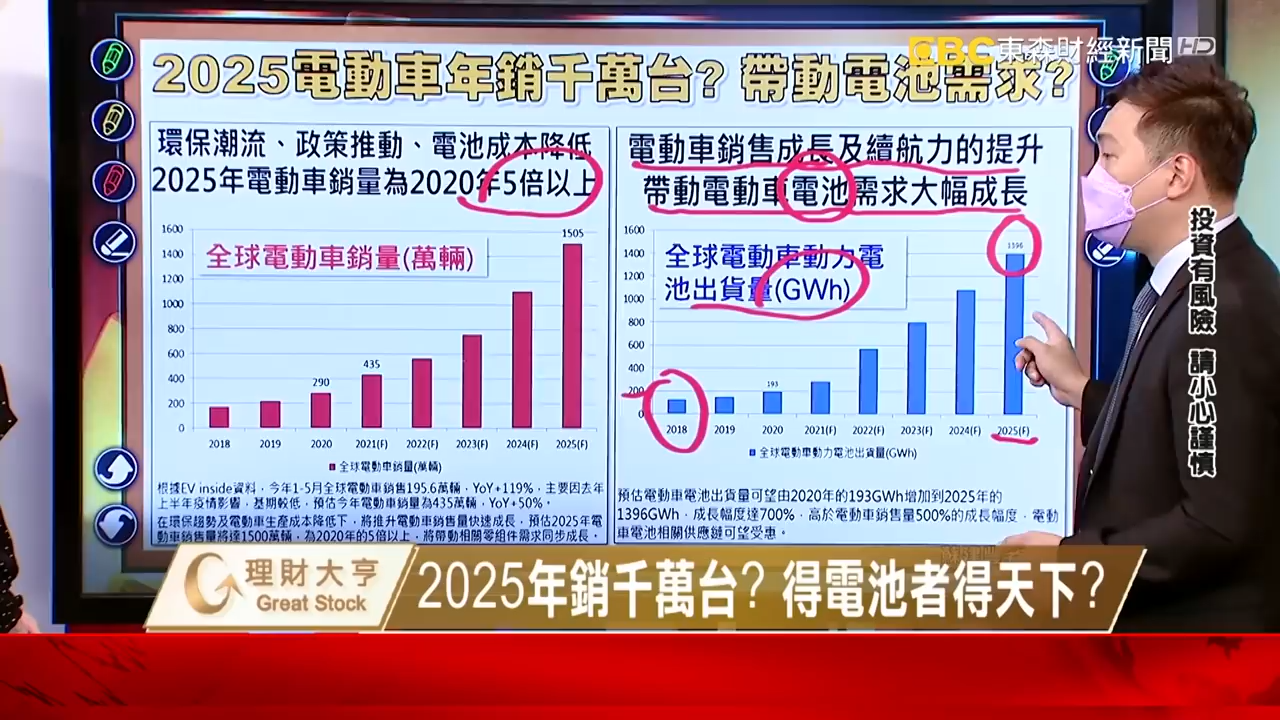 EBC 東森財經新聞 HD
2025電動車年銷千萬台? 帶動電池需求?
環保潮流、政策推動、電池成本降低
2025年電動車銷量為2020年5倍以上
1600
1400
1200
1000
800
600
400
200
0
全球電動車銷量(萬輛)
290
435
1505
2018 2019 2020 2021(F) 2022(F) 2023(F) 2024(F) 2025(F)
全球電動車銷量(萬輛)
根據EV inside資料，今年1-5月全球電動車銷售195.6萬輛，YoY+119%，主要因去年
上半年疫情影響，基期較低，預估今年電動車銷量為435萬輛，YoY+50%。
在環保趨勢及電動車生產成本降低下，將推升電動車銷量快速成長，預估2025年電
動車銷售量將達1500萬輛，為2020年的5倍以上，將帶動相關零組件需求同步成長。
電動車銷售成長及續航力的提升
帶動電動車電池需求大幅成長
1600
1400
1200
1000
800
600
400
200
0
全球電動車動力電
池出貨量(GWh)
193
1396
2018 2019 2020 2021(F) 2022(F) 2023(F) 2024(F) 2025(F)
全球電動車動力電池出貨量(GWh)
預估電動車電池出貨量可望由2020年的193GWh增加到2025年的
1396GWh，成長幅度達700%，高於電動車銷售量500%的成長幅度，電動
車電池相關供應鏈可望受惠。
投資有風險 請小心謹慎
理財大亨
Great Stock
2025年銷千萬台? 得電池者得天下?